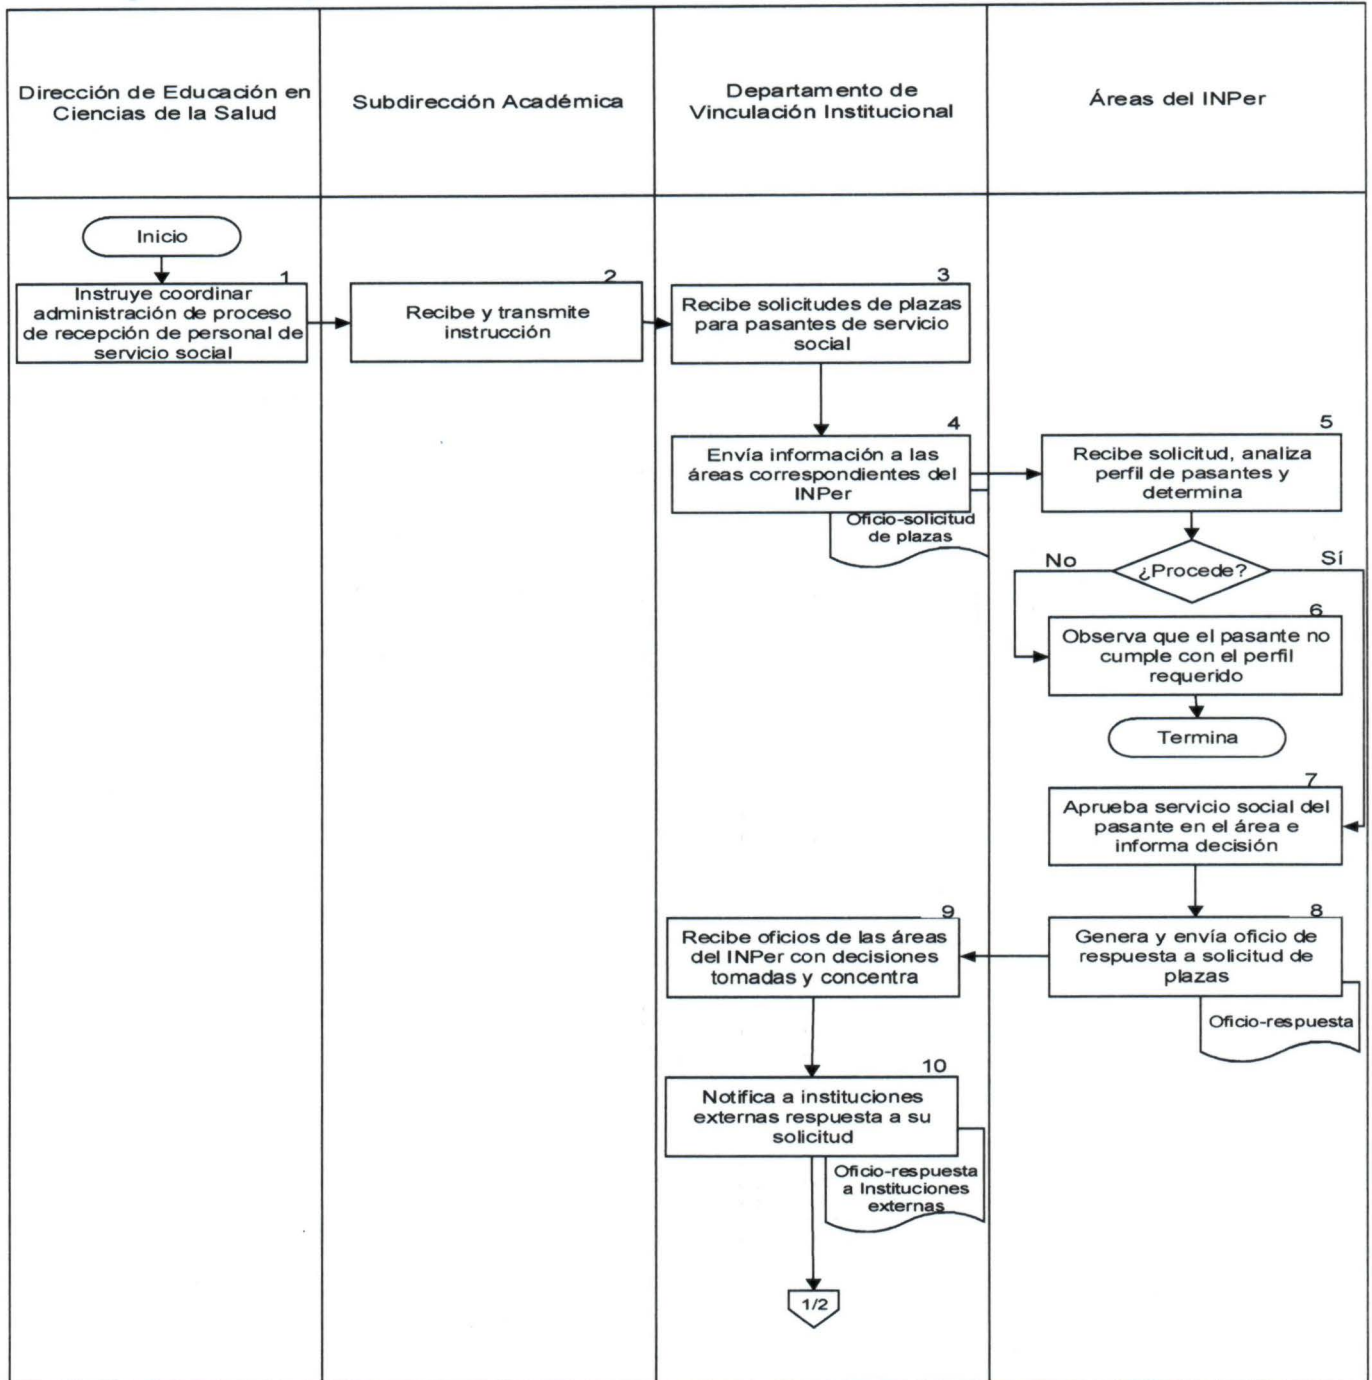 Dirección de Educación en
Ciencias de la Salud
Subdirección Académica
Departamento de
Vinculación Institucional
Áreas del INPer
Inicio
1
Instruye coordinar
administración de proceso
de recepción de personal de
servicio social
2
Recibe y transmite
instrucción
3
Recibe solicitudes de plazas
para pasantes de servicio
social
4
Envía información a las
áreas correspondientes del
INPer
Oficio-solicitud
de plazas
5
Recibe solicitud, analiza
perfil de pasantes y
determina
¿Procede?
No
Sí
6
Observa que el pasante no
cumple con el perfil
requerido
Termina
7
Aprueba servicio social del
pasante en el área e
informa decisión
8
Genera y envía oficio de
respuesta a solicitud de
plazas
Oficio-respuesta
9
Recibe oficios de las áreas
del INPer con decisiones
tomadas y concentra
10
Notifica a instituciones
externas respuesta a su
solicitud
Oficio-respuesta
a Instituciones
externas
1/2